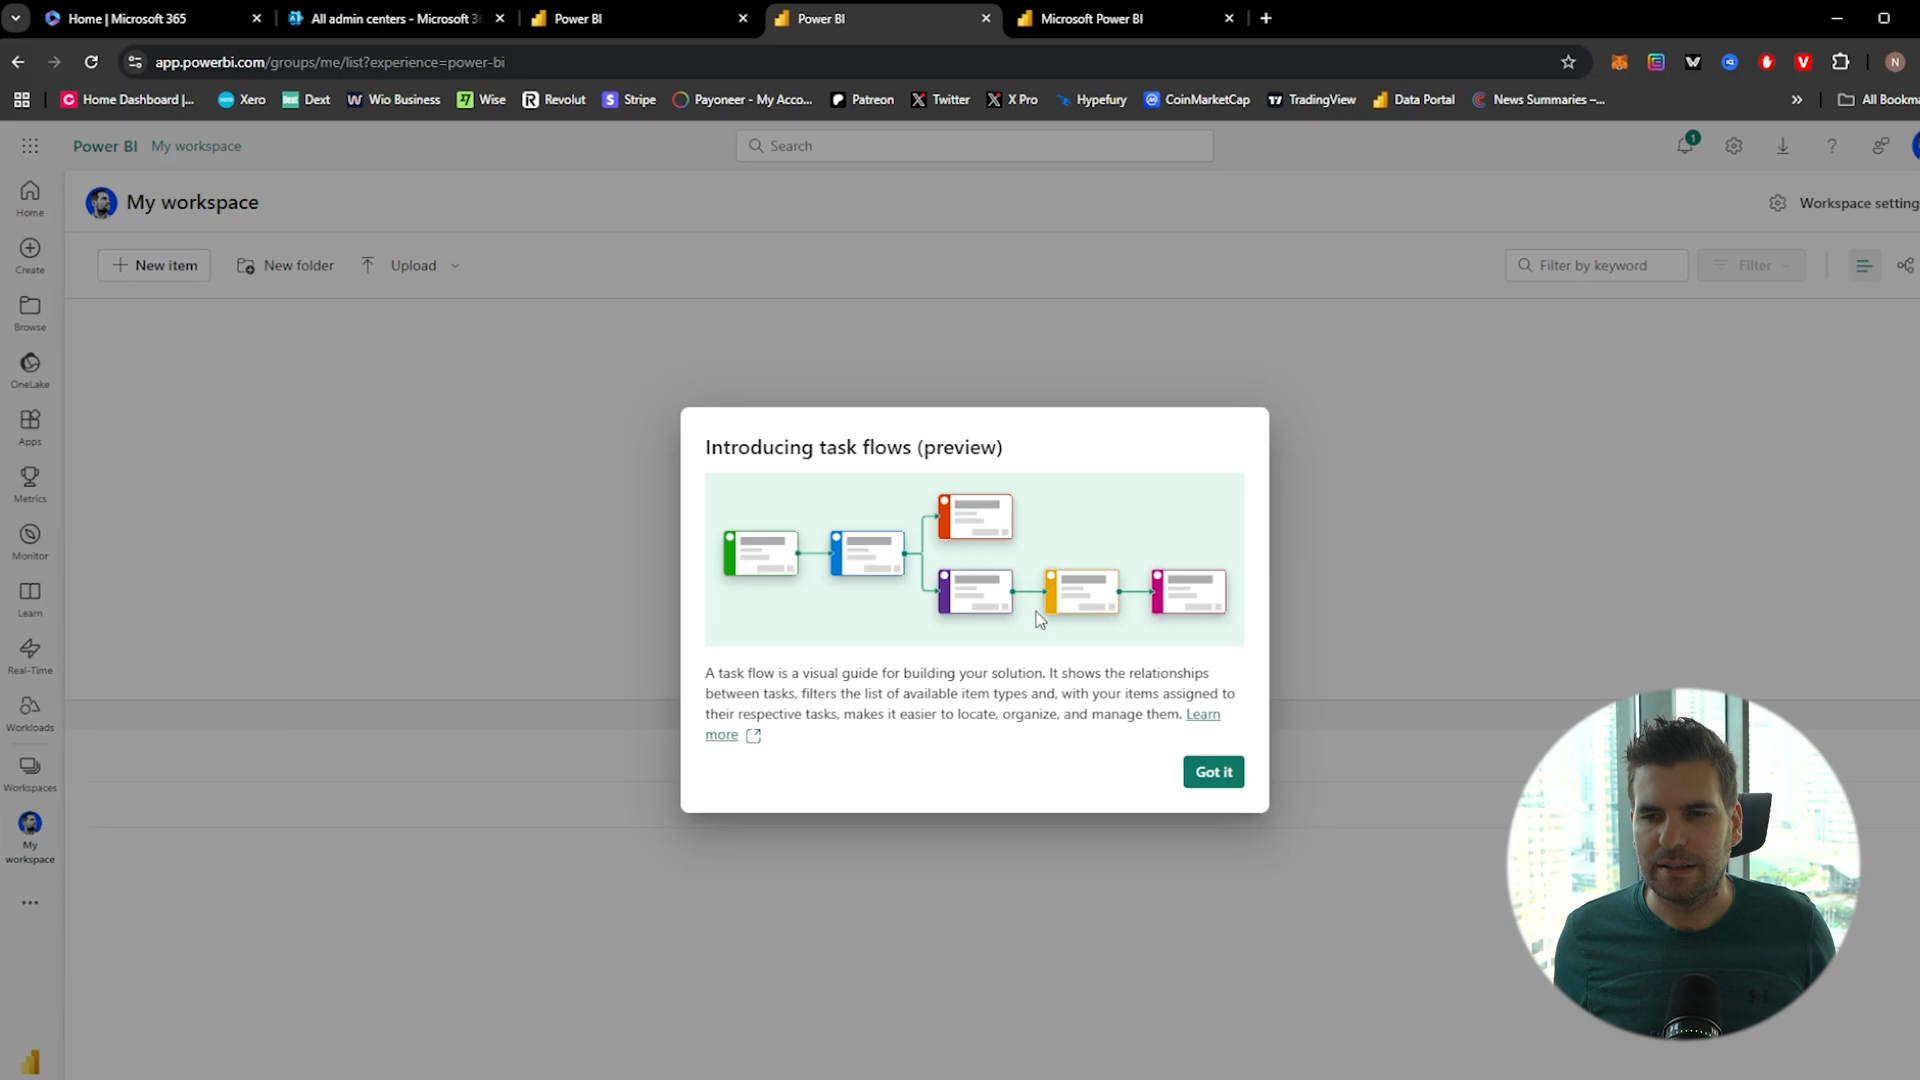 Home | Microsoft 365
All admin centers - Microsoft 3
Power BI
Power BI
Microsoft Power BI
app.powerbi.com/groups/me/list?experience=power-bi
N
Home Dashboard |...
Xero
Dext
Wio Business
Wise
Revolut
Stripe
Payoneer - My Acco...
Patreon
Twitter
X Pro
Hypefury
CoinMarketCap
TradingView
Data Portal
News Summaries –...
All Bookma
Power BI My workspace
Search
1
My workspace
Workspace setting
New item
New folder
Upload
Filter by keyword
Filter
Home
Create
Browse
OneLake
Apps
Metrics
Monitor
Learn
Real-Time
Workloads
Workspaces
My
workspace
Introducing task flows (preview)
A task flow is a visual guide for building your solution. It shows the relationships
between tasks, filters the list of available item types and, with your items assigned to
their respective tasks, makes it easier to locate, organize, and manage them. Learn
more
Got it